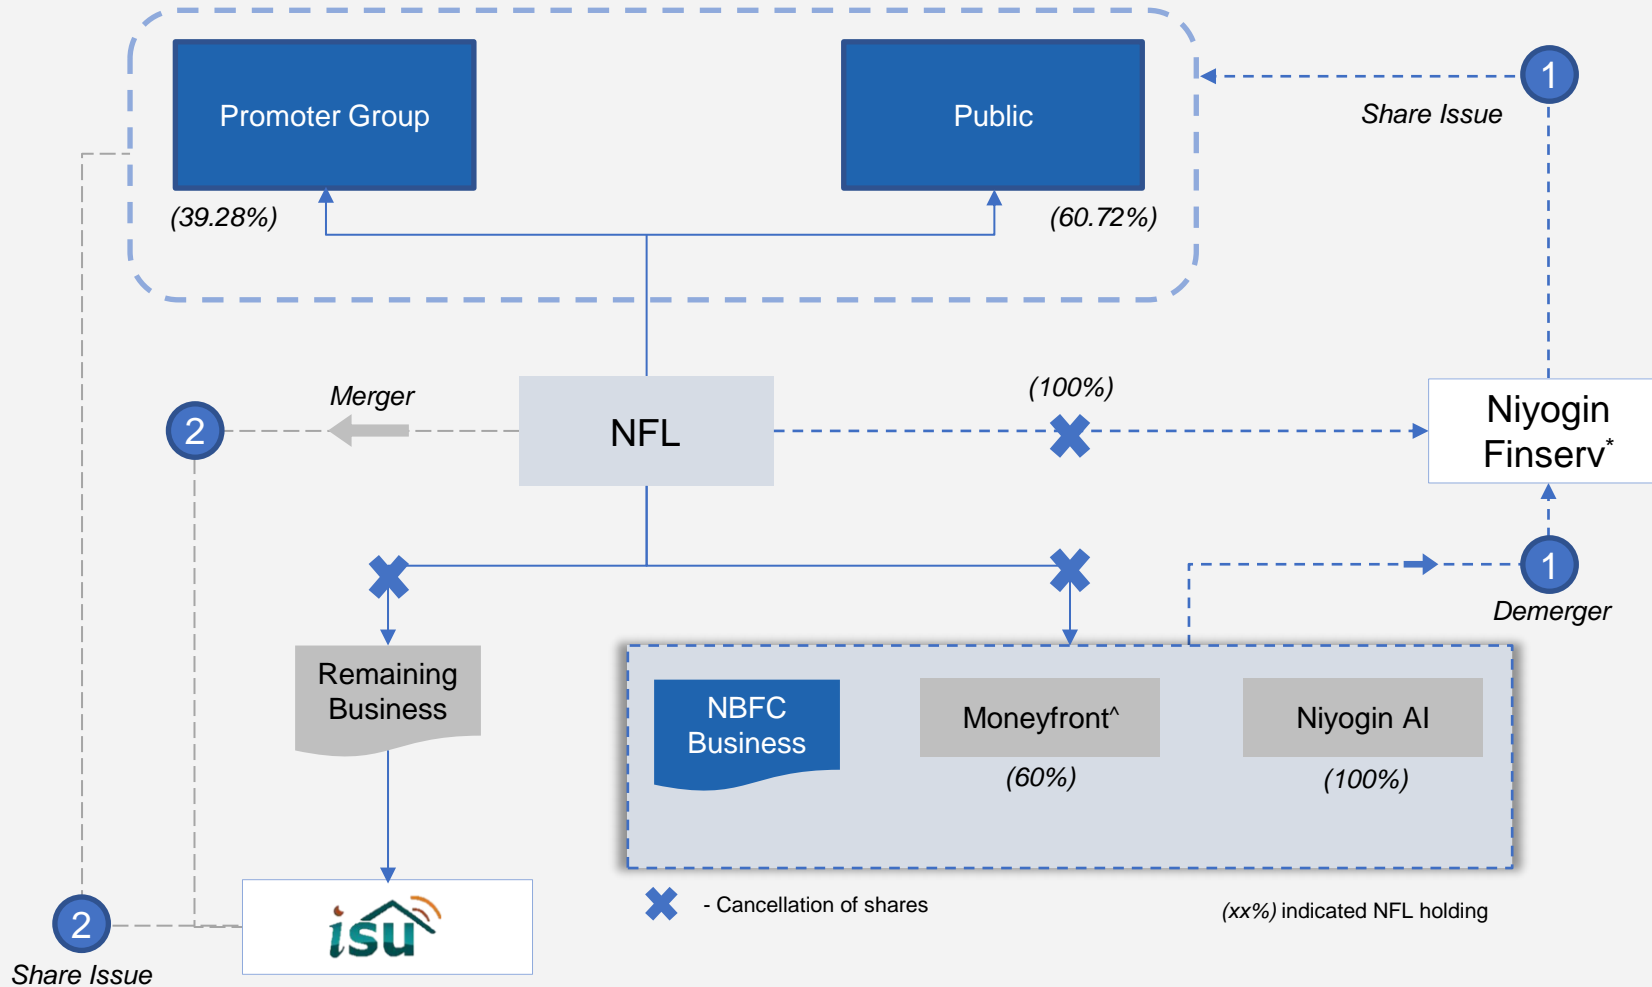 Promoter Group
Public
1
Share Issue
(39.28%)
(60.72%)
Merger
(100%)
2
NFL
Niyogin
Finserv*
1
Demerger
Remaining
Business
NBFC
Business
Moneyfront^
(60%)
Niyogin AI
(100%)
isu
2
Share Issue
- Cancellation of shares
(xx%) indicated NFL holding